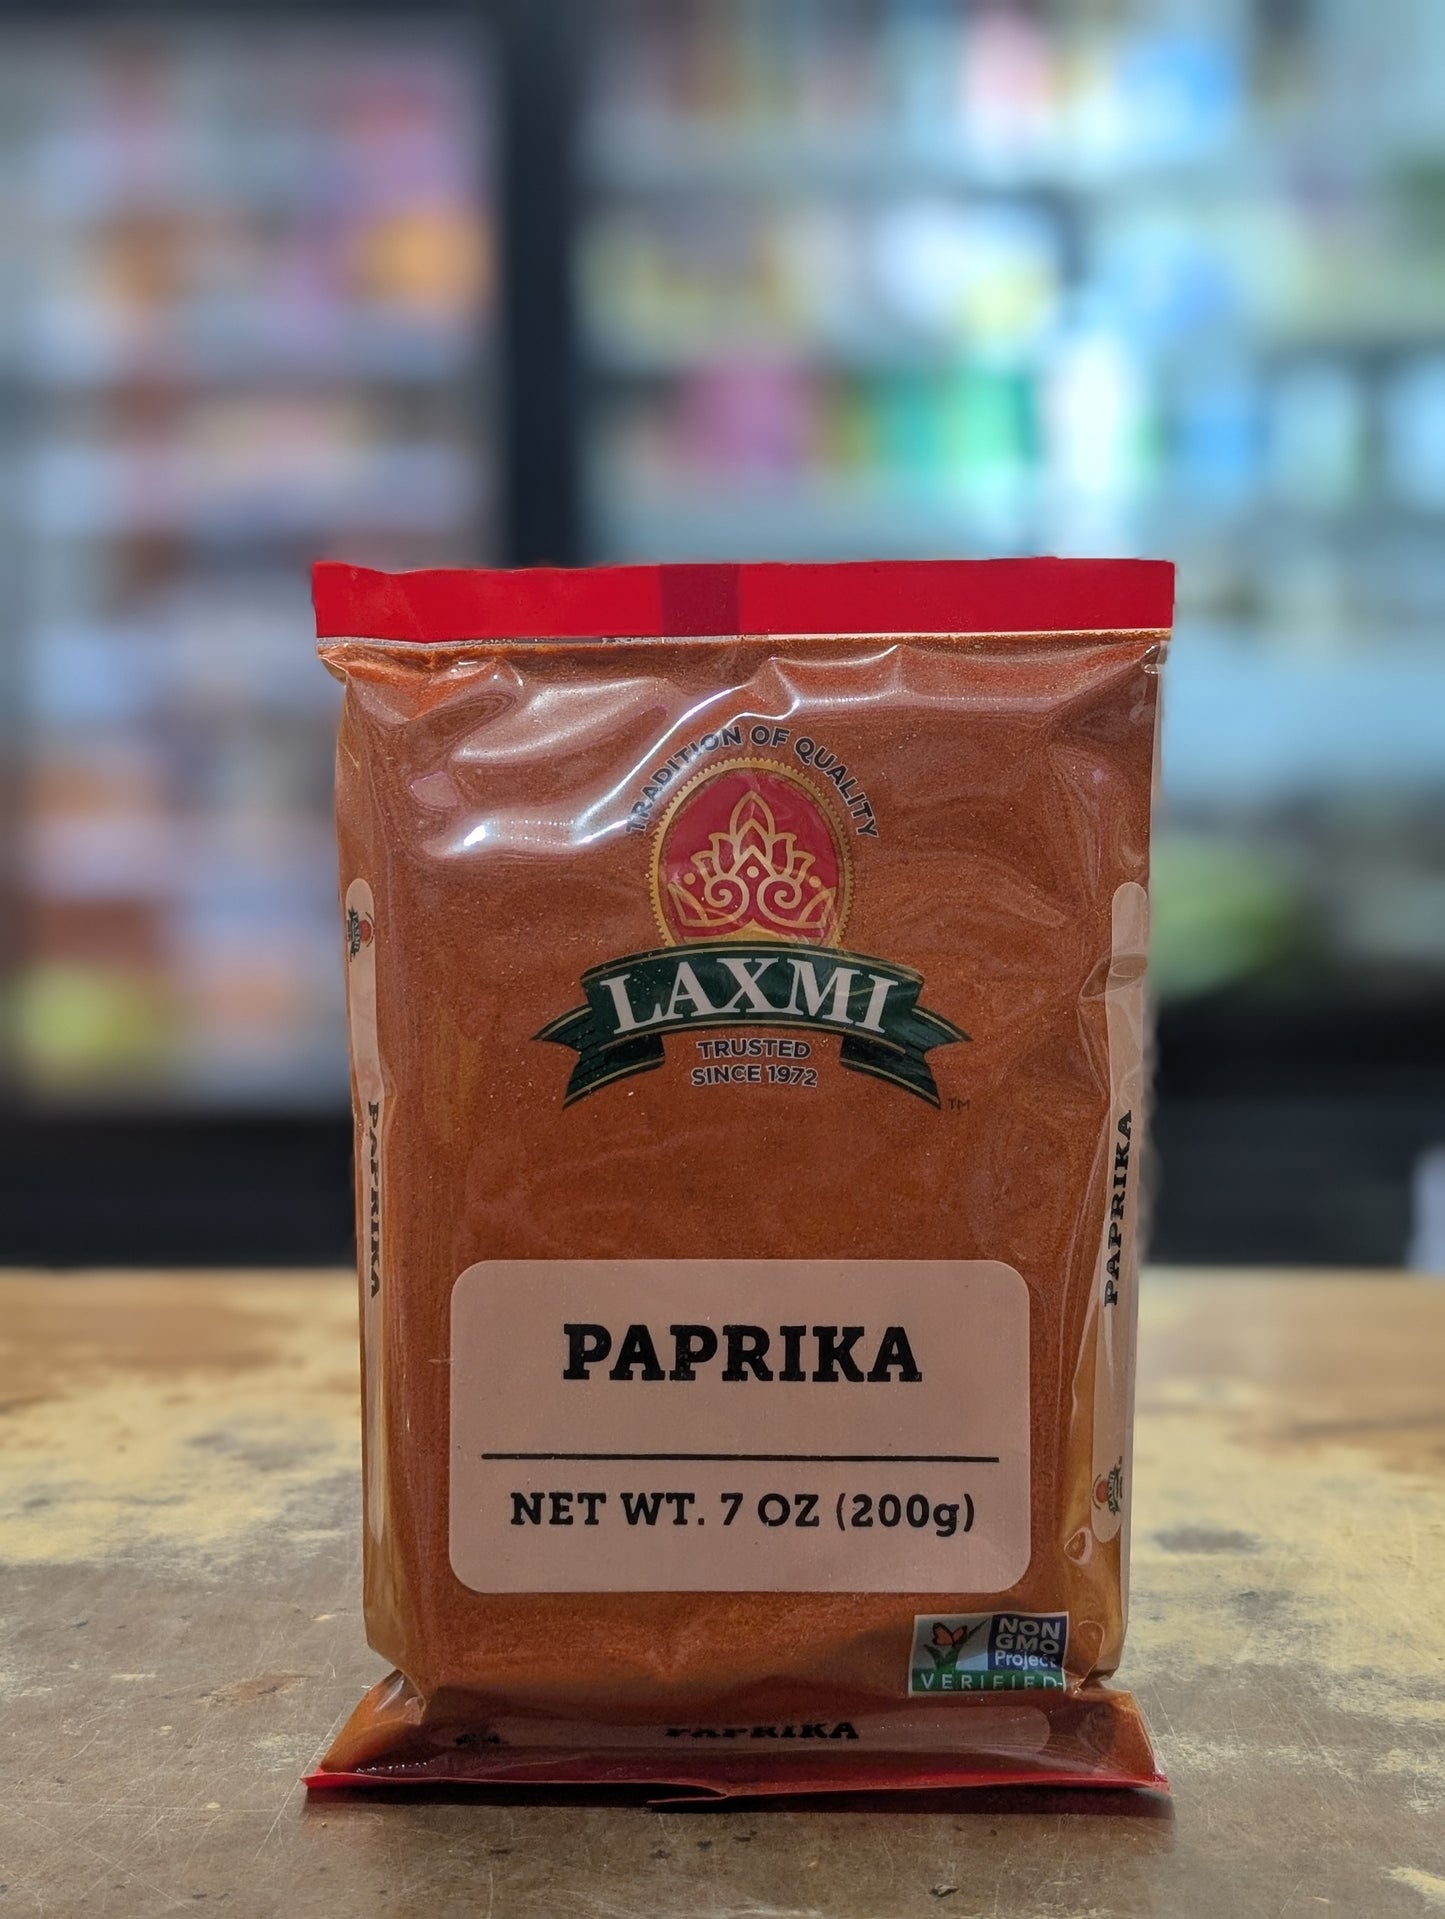 TRADITION OF QUALITY
LAXMI
TRUSTED
SINCE 1972
TM
LAXMI
PAPRIKA
PAPRIKA
PAPRIKA
NET WT. 7 OZ (200g)
NON
GMO
Project
VERIFIED
PAPRIKA